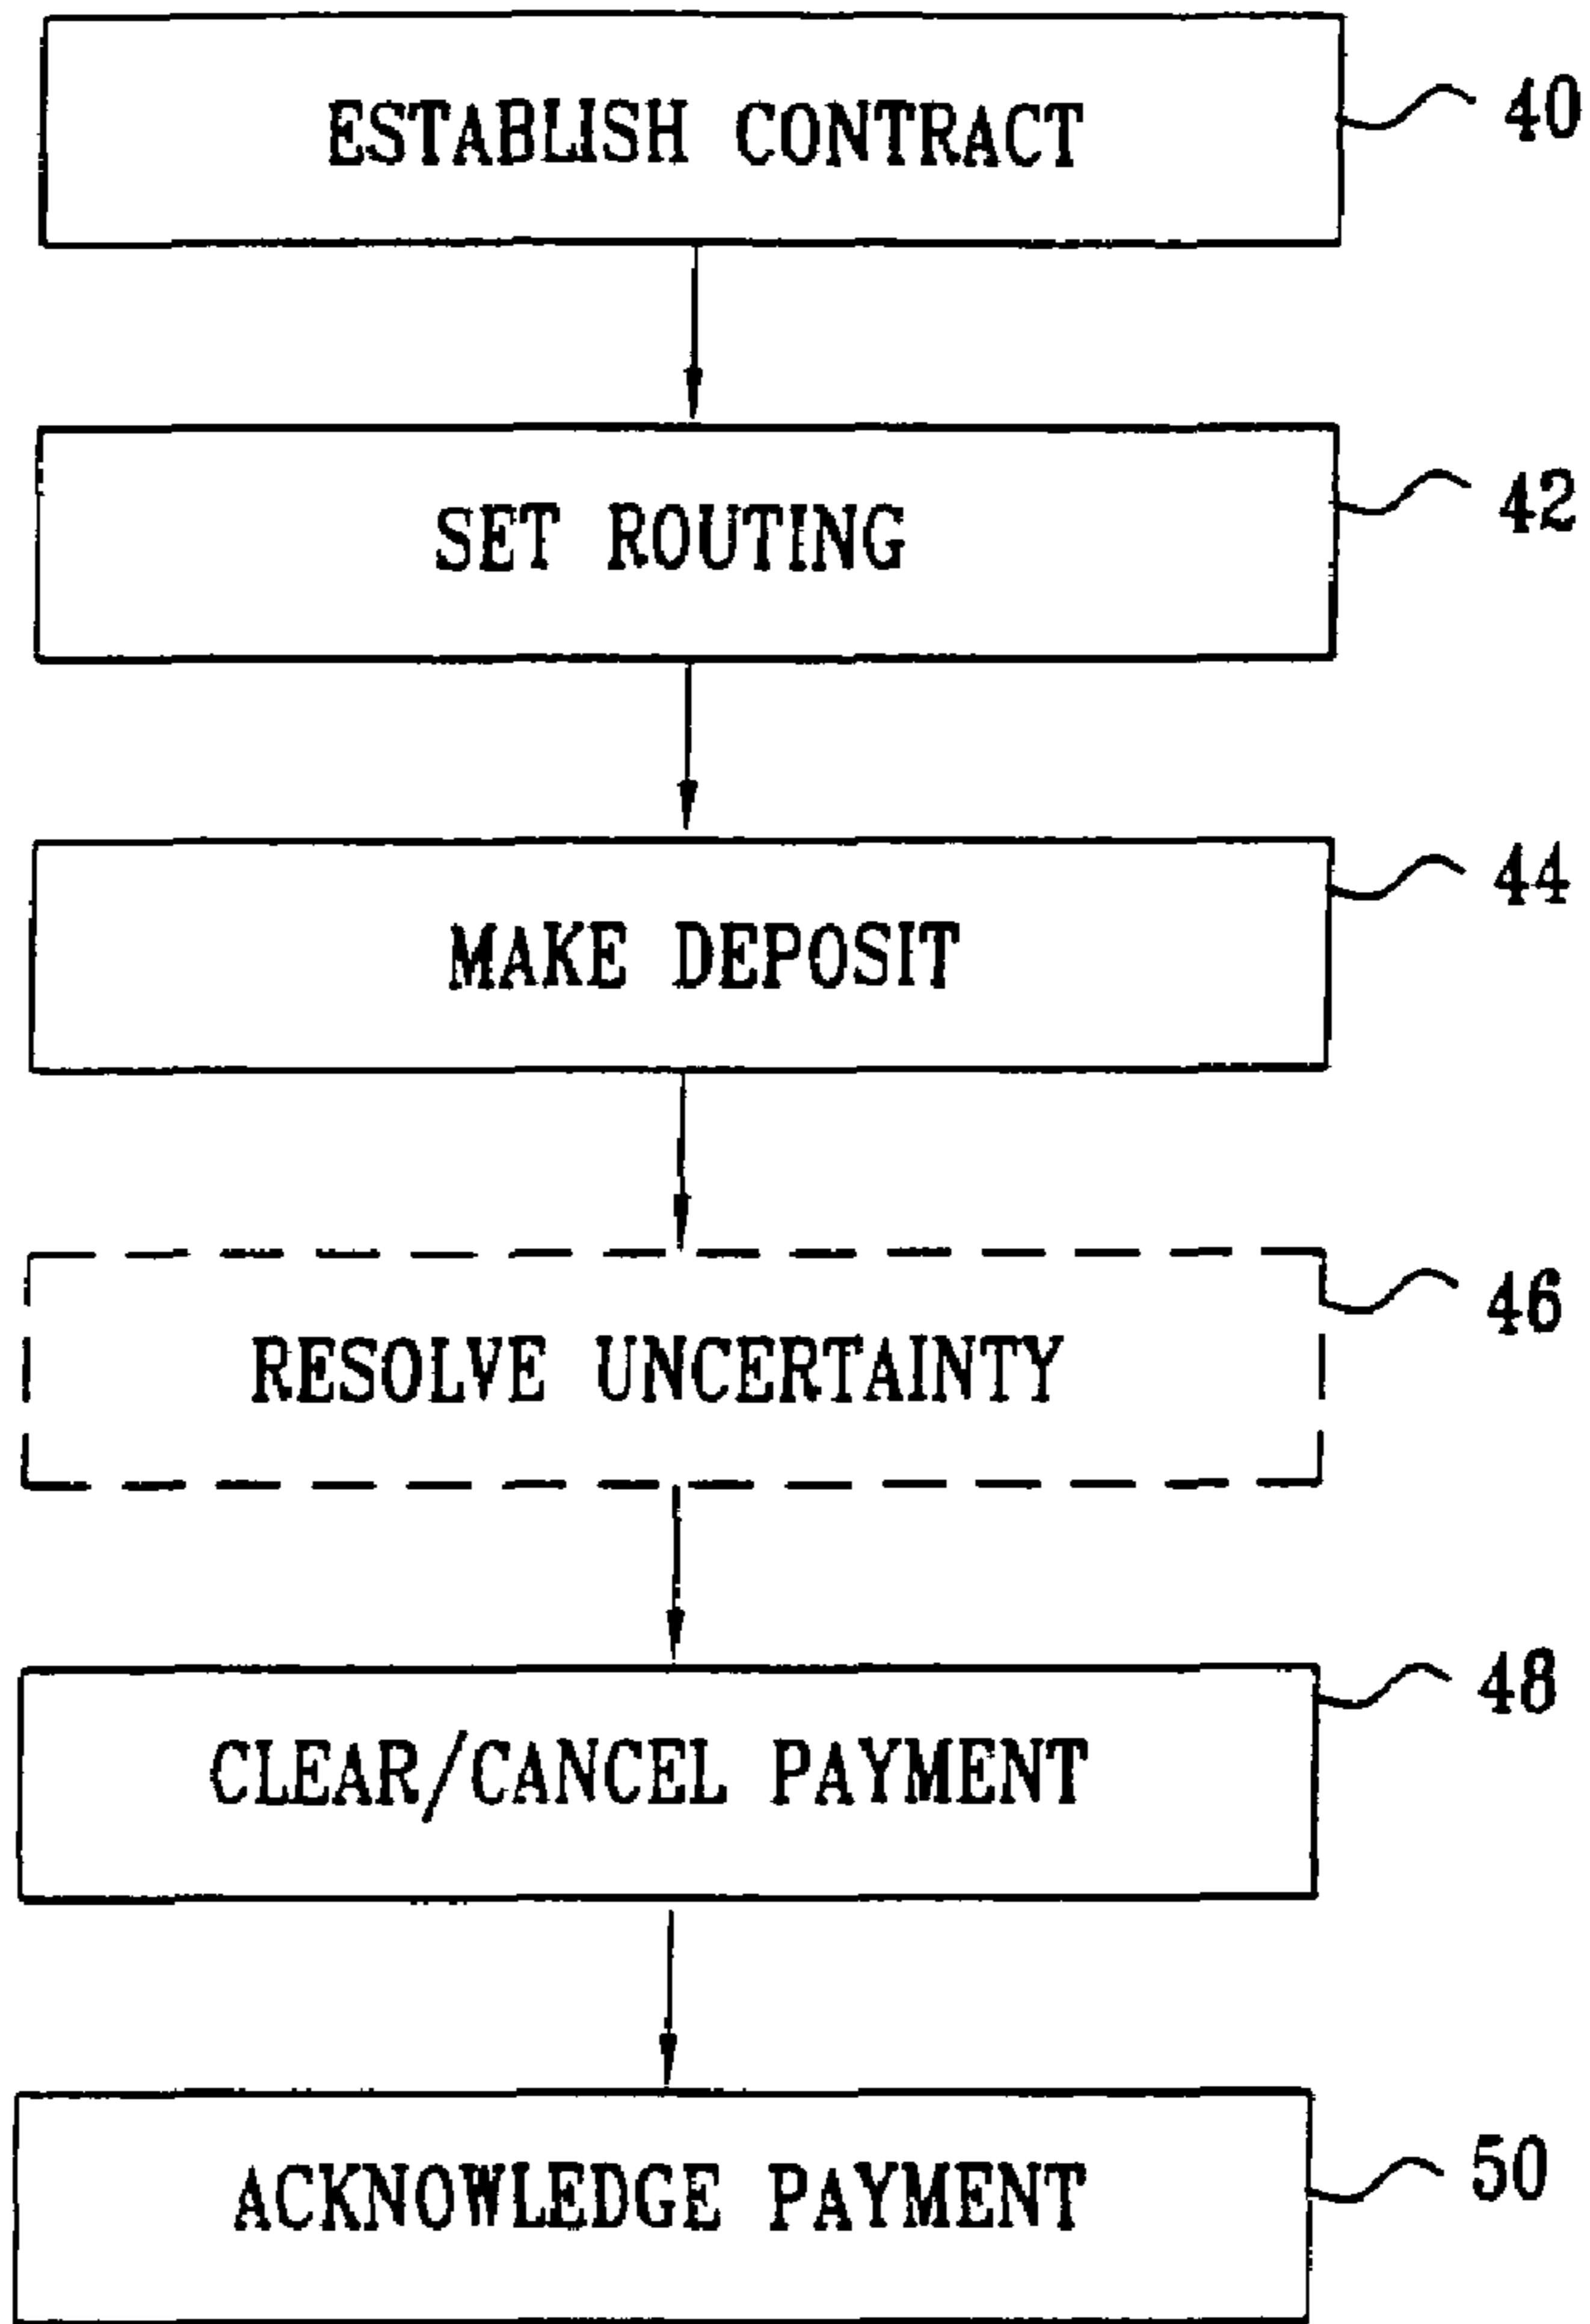 ESTABLISH CONTRACT
40
SET ROUTING
42
MAKE DEPOSIT
44
RESOLVE UNCERTAINTY
46
CLEAR/CANCEL PAYMENT
48
ACKNOWLEDGE PAYMENT
50